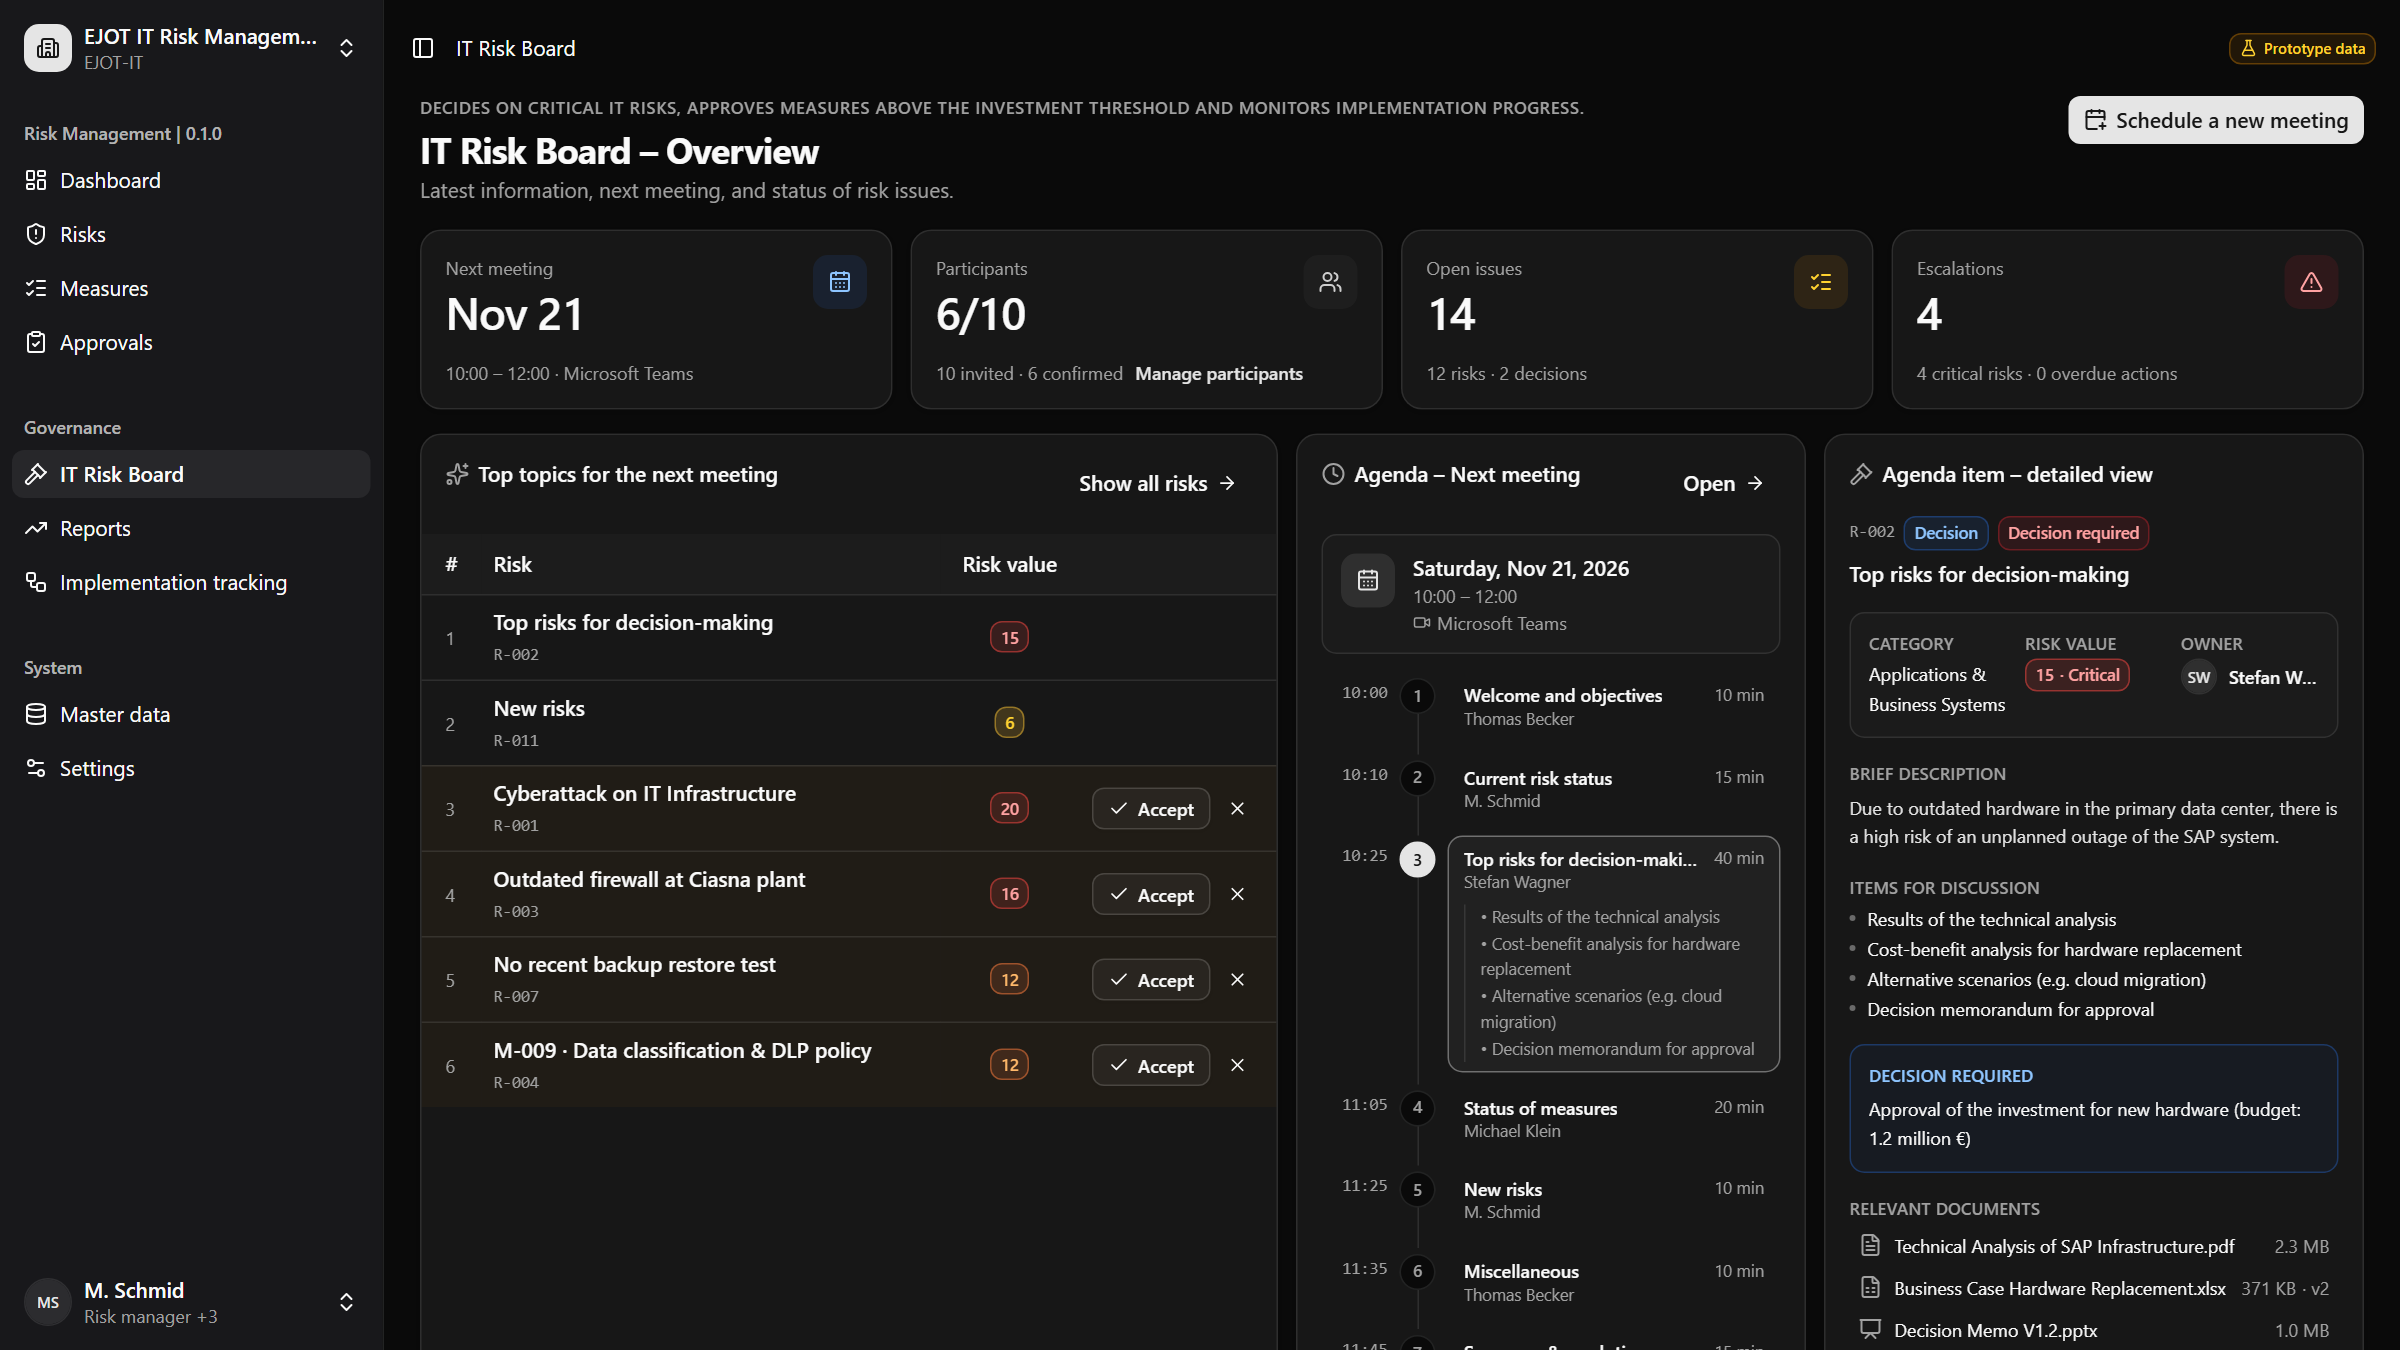 EJOT IT Risk Managem...
EJOT-IT
Risk Management | 0.1.0
Dashboard
Risks
Measures
Approvals
Governance
IT Risk Board
Reports
Implementation tracking
System
Master data
Settings
MS
M. Schmid
Risk manager +3
IT Risk Board
Prototype data
DECIDES ON CRITICAL IT RISKS, APPROVES MEASURES ABOVE THE INVESTMENT THRESHOLD AND MONITORS IMPLEMENTATION PROGRESS.
IT Risk Board – Overview
Latest information, next meeting, and status of risk issues.
Schedule a new meeting
Next meeting
Nov 21
10:00 – 12:00 · Microsoft Teams
Participants
6/10
10 invited · 6 confirmed Manage participants
Open issues
14
12 risks · 2 decisions
Escalations
4
4 critical risks · 0 overdue actions
Top topics for the next meeting
Show all risks →
# Risk Risk value
1 Top risks for decision-making 15
R-002
2 New risks 6
R-011
3 Cyberattack on IT Infrastructure 20 Accept
R-001
4 Outdated firewall at Ciasna plant 16 Accept
R-003
5 No recent backup restore test 12 Accept
R-007
6 M-009 · Data classification & DLP policy 12 Accept
R-004
Agenda – Next meeting
Open →
Saturday, Nov 21, 2026
10:00 – 12:00
Microsoft Teams
10:00 1 Welcome and objectives 10 min
Thomas Becker
10:10 2 Current risk status 15 min
M. Schmid
10:25 3 Top risks for decision-maki... 40 min
Stefan Wagner
• Results of the technical analysis
• Cost-benefit analysis for hardware
replacement
• Alternative scenarios (e.g. cloud
migration)
• Decision memorandum for approval
11:05 4 Status of measures 20 min
Michael Klein
11:25 5 New risks 10 min
M. Schmid
11:35 6 Miscellaneous 10 min
Thomas Becker
Agenda item – detailed view
R-002 Decision Decision required
Top risks for decision-making
CATEGORY
Applications &
Business Systems
RISK VALUE
15 · Critical
OWNER
SW Stefan W...
BRIEF DESCRIPTION
Due to outdated hardware in the primary data center, there is
a high risk of an unplanned outage of the SAP system.
ITEMS FOR DISCUSSION
• Results of the technical analysis
• Cost-benefit analysis for hardware replacement
• Alternative scenarios (e.g. cloud migration)
• Decision memorandum for approval
DECISION REQUIRED
Approval of the investment for new hardware (budget:
1.2 million €)
RELEVANT DOCUMENTS
Technical Analysis of SAP Infrastructure.pdf 2.3 MB
Business Case Hardware Replacement.xlsx 371 KB · v2
Decision Memo V1.2.pptx 1.0 MB